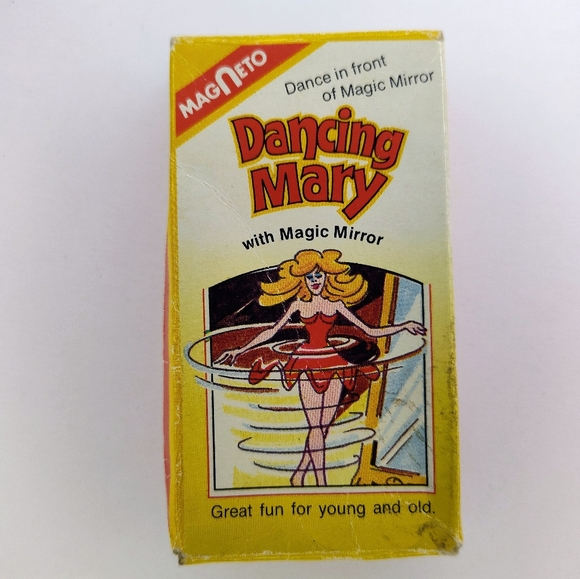 MAGNETO
Dance in front
of Magic Mirror
Dancing
Mary
with Magic Mirror
Great fun for young and old.